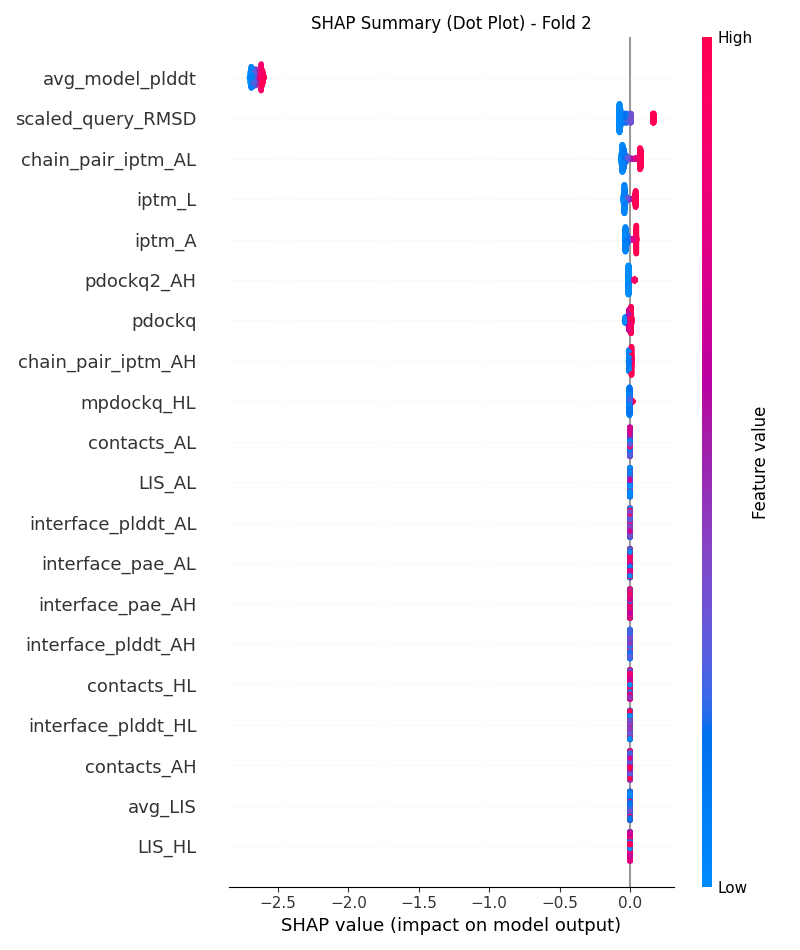 SHAP Summary (Dot Plot) - Fold 2
High
avg_model_plddt
scaled_query_RMSD
chain_pair_iptm_AL
iptm_L
iptm_A
pdockq2_AH
pdockq
chain_pair_iptm_AH
mpdockq_HL
contacts_AL
LIS_AL
interface_plddt_AL
interface_pae_AL
interface_pae_AH
interface_plddt_AH
contacts_HL
interface_plddt_HL
contacts_AH
avg_LIS
LIS_HL
Feature value
Low
−2.5 −2.0 −1.5 −1.0 −0.5 0.0
SHAP value (impact on model output)